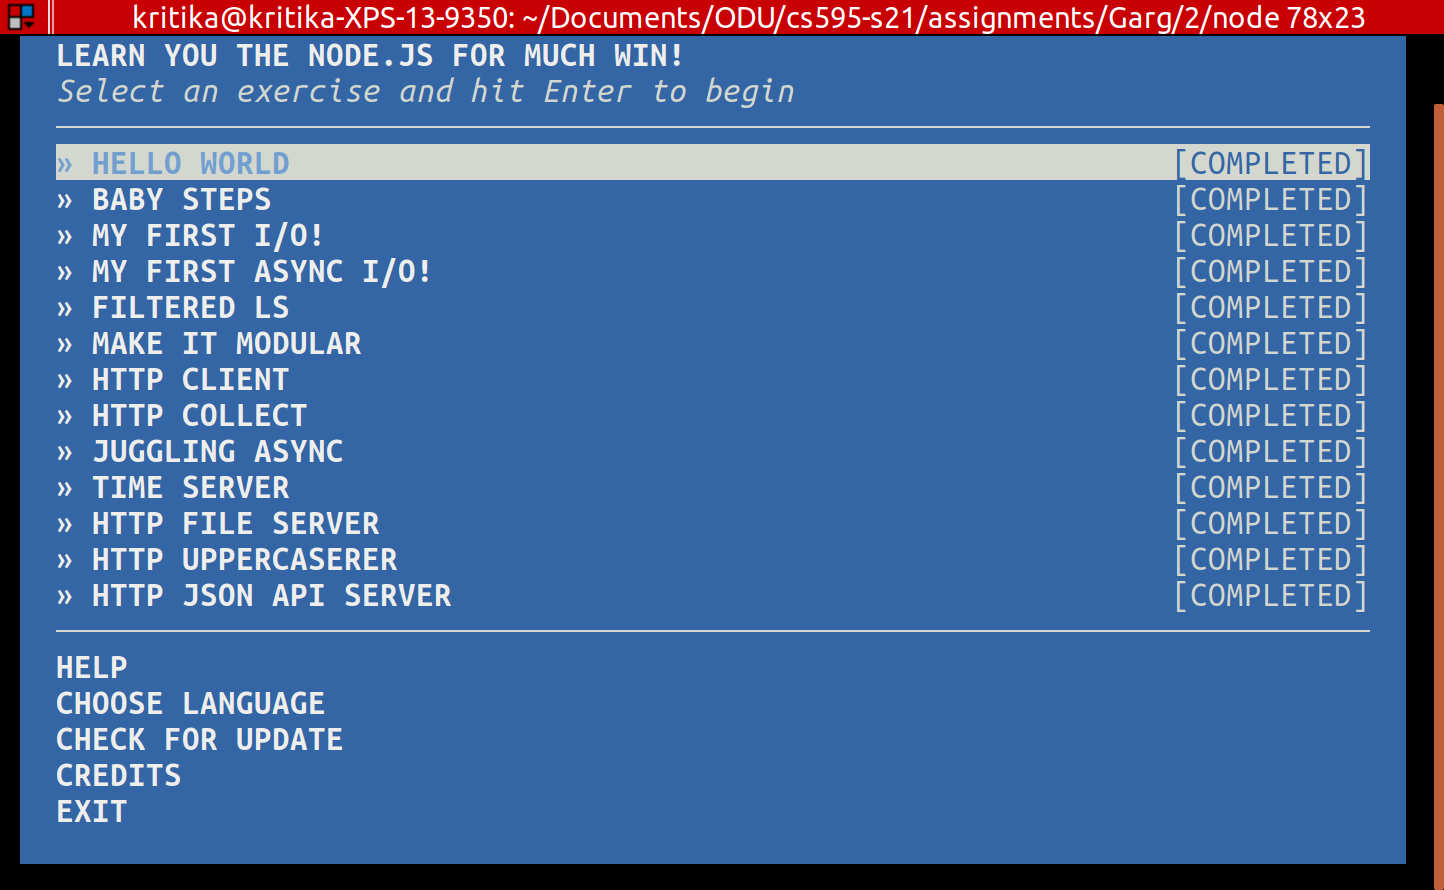 kritika@kritika-XPS-13-9350: ~/Documents/ODU/cs595-s21/assignments/Garg/2/node 78x23
LEARN YOU THE NODE.JS FOR MUCH WIN!
Select an exercise and hit Enter to begin
» HELLO WORLD [COMPLETED]
» BABY STEPS [COMPLETED]
» MY FIRST I/O! [COMPLETED]
» MY FIRST ASYNC I/O! [COMPLETED]
» FILTERED LS [COMPLETED]
» MAKE IT MODULAR [COMPLETED]
» HTTP CLIENT [COMPLETED]
» HTTP COLLECT [COMPLETED]
» JUGGLING ASYNC [COMPLETED]
» TIME SERVER [COMPLETED]
» HTTP FILE SERVER [COMPLETED]
» HTTP UPPERCASERER [COMPLETED]
» HTTP JSON API SERVER [COMPLETED]
HELP
CHOOSE LANGUAGE
CHECK FOR UPDATE
CREDITS
EXIT